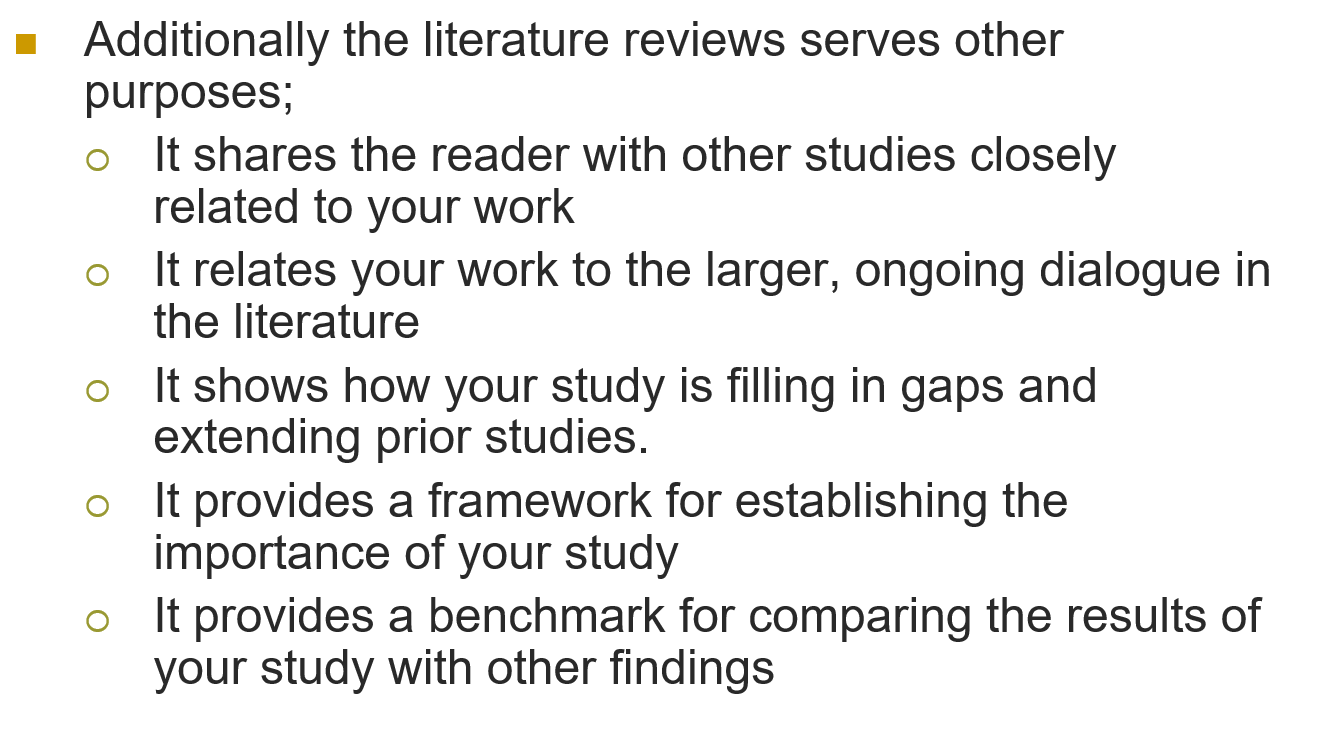 Additionally the literature reviews serves other
purposes;
It shares the reader with other studies closely
related to your work
It relates your work to the larger, ongoing dialogue in
the literature
It shows how your study is filling in gaps and
extending prior studies.
It provides a framework for establishing the
importance of your study
It provides a benchmark for comparing the results of
your study with other findings